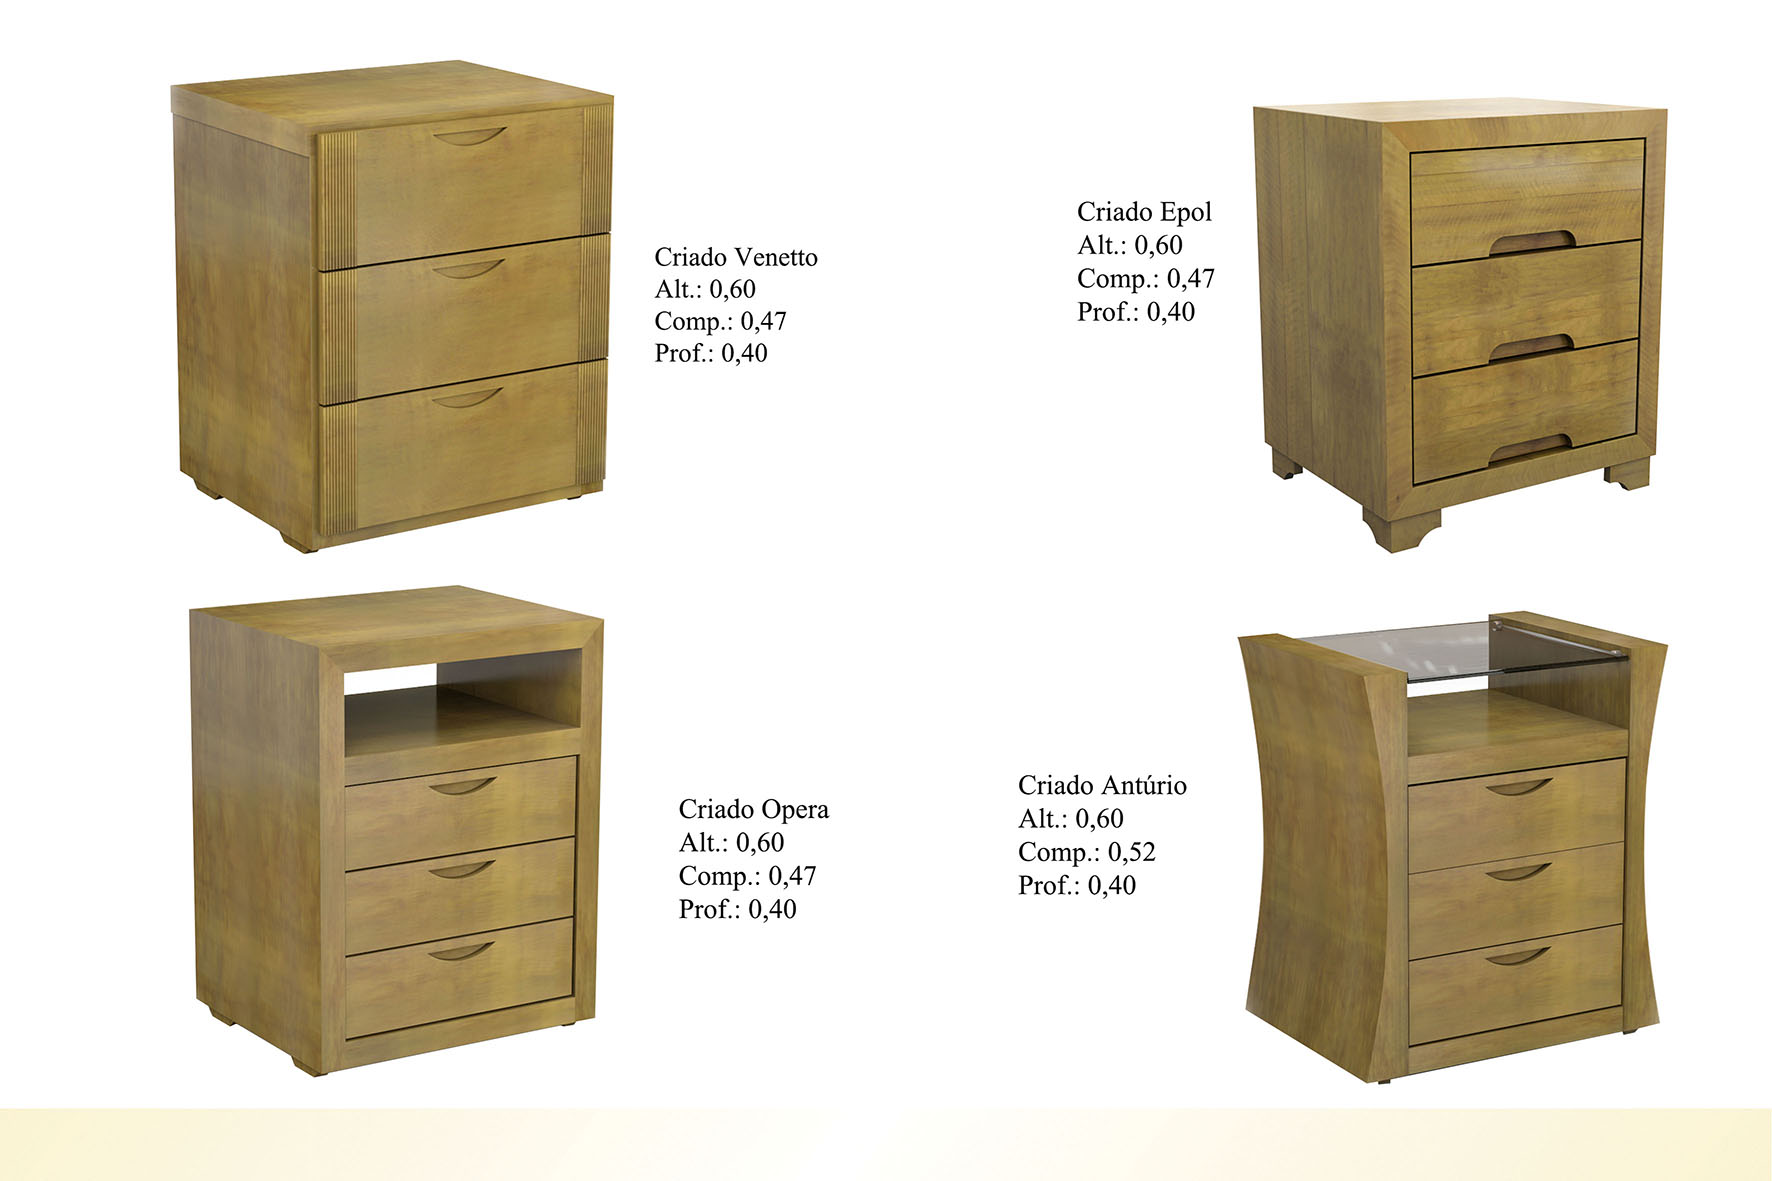 Criado Venetto
Alt.: 0,60
Comp.: 0,47
Prof.: 0,40
Criado Epol
Alt.: 0,60
Comp.: 0,47
Prof.: 0,40
Criado Opera
Alt.: 0,60
Comp.: 0,47
Prof.: 0,40
Criado Antúrio
Alt.: 0,60
Comp.: 0,52
Prof.: 0,40